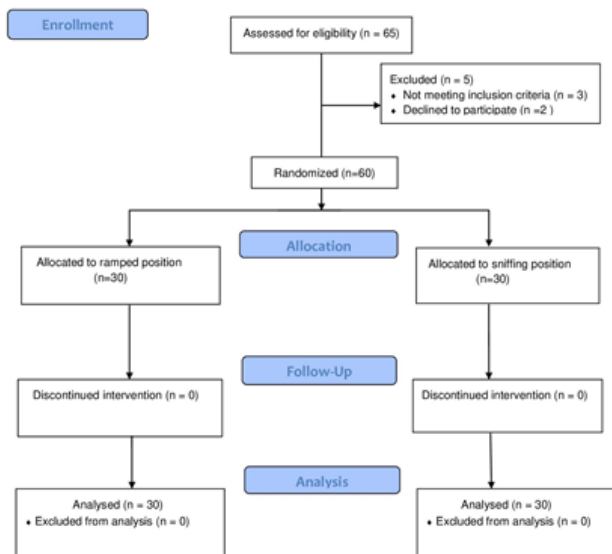 Enrollment
Assessed for eligibility (n = 65)
Excluded (n = 5)
♦ Not meeting inclusion criteria (n = 3)
♦ Declined to participate (n =2 )
Randomized (n=60)
Allocation
Allocated to ramped position
(n=30)
Allocated to sniffing position
(n=30)
Follow-Up
Discontinued intervention (n = 0)
Discontinued intervention (n = 0)
Analysis
Analysed (n = 30)
♦ Excluded from analysis (n = 0)
Analysed (n = 30)
♦ Excluded from analysis (n = 0)